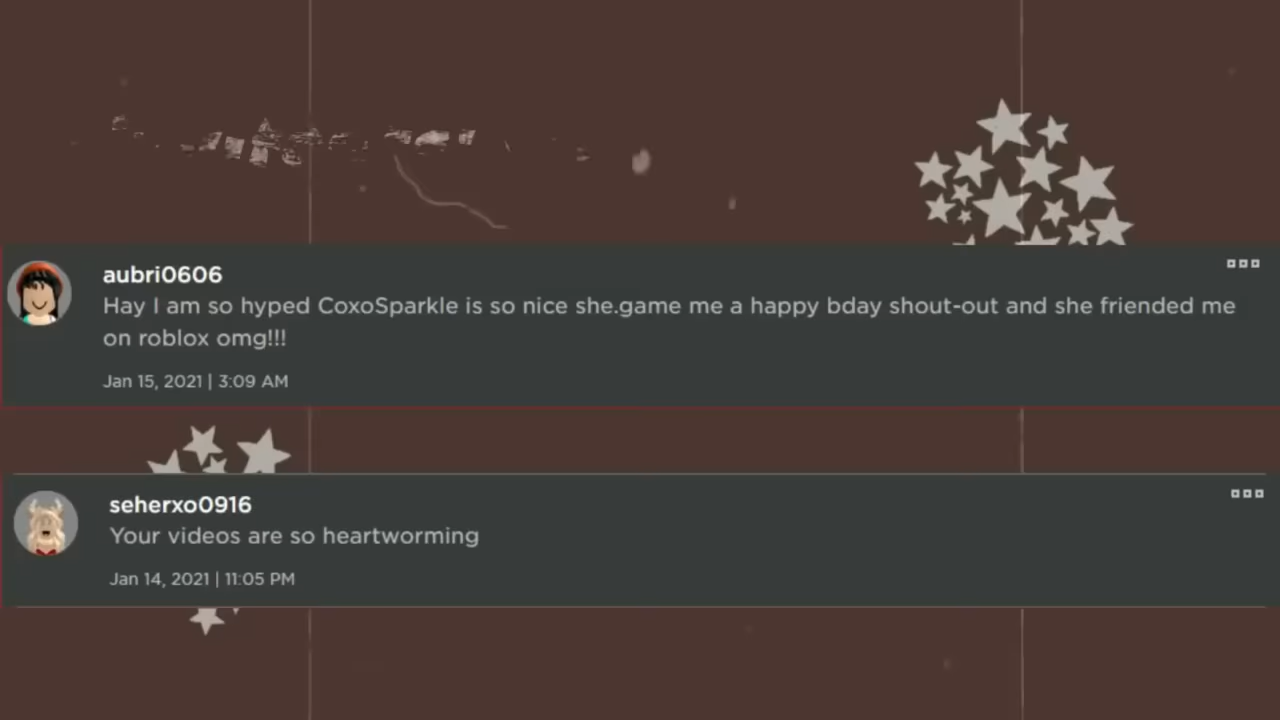 aubri0606
Hay I am so hyped CoxoSparkle is so nice she.game me a happy bday shout-out and she friended me
on roblox omg!!!
Jan 15, 2021 | 3:09 AM
seherxo0916
Your videos are so heartworming
Jan 14, 2021 | 11:05 PM